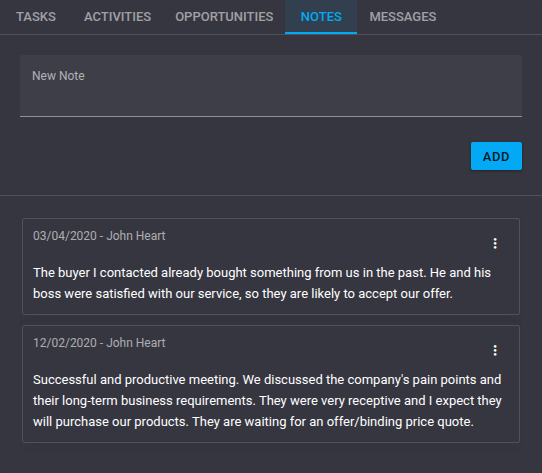 TASKS ACTIVITIES OPPORTUNITIES NOTES MESSAGES
New Note
ADD
03/04/2020 - John Heart
The buyer I contacted already bought something from us in the past. He and his
boss were satisfied with our service, so they are likely to accept our offer.
12/02/2020 - John Heart
Successful and productive meeting. We discussed the company's pain points and
their long-term business requirements. They were very receptive and I expect they
will purchase our products. They are waiting for an offer/binding price quote.